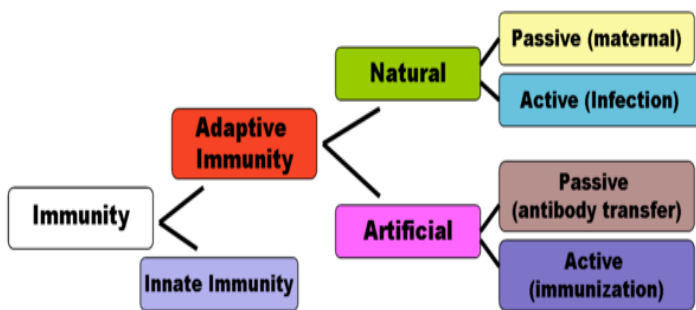 Passive (maternal)
Natural
Active (Infection)
Adaptive
Immunity
Passive
(antibody transfer)
Immunity
Artificial
Active
(immunization)
Innate Immunity